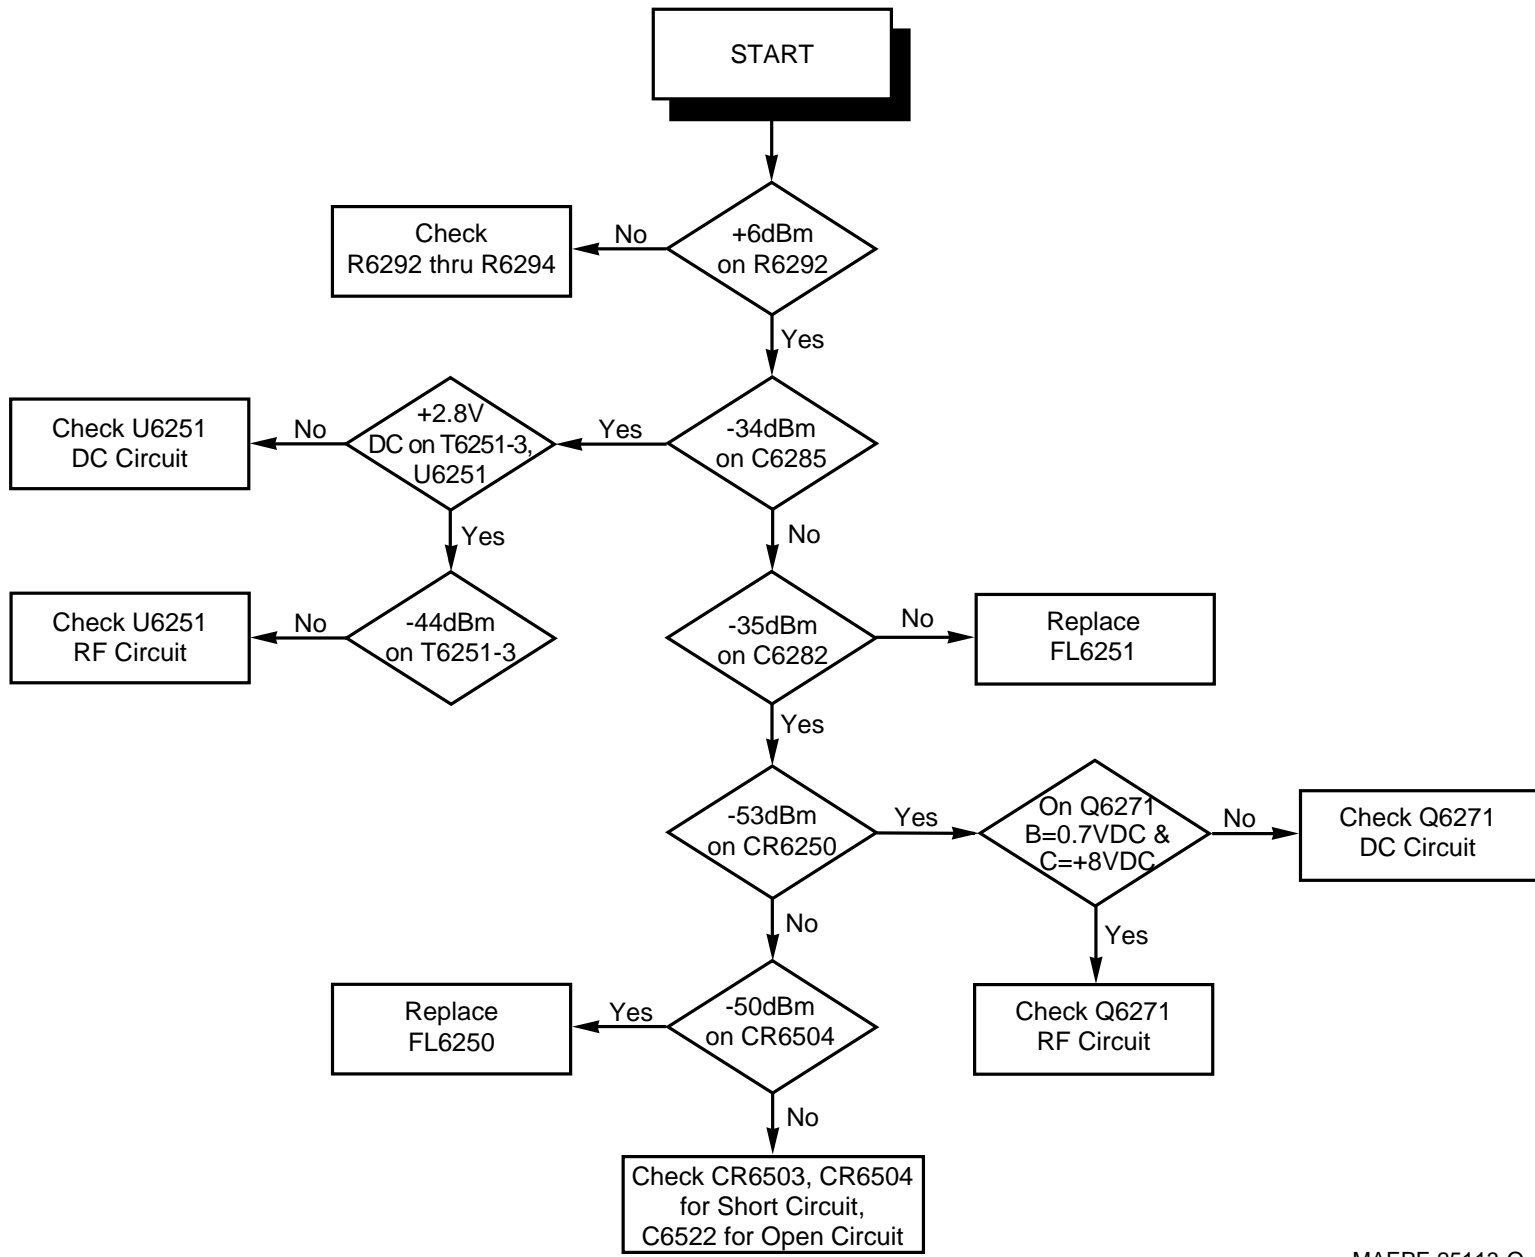 START
+6dBm
on R6292
No
Check
R6292 thru R6294
Yes
-34dBm
on C6285
Yes
+2.8V
DC on T6251-3,
U6251
No
Check U6251
DC Circuit
Yes
-44dBm
on T6251-3
No
Check U6251
RF Circuit
No
-35dBm
on C6282
No
Replace
FL6251
Yes
-53dBm
on CR6250
Yes
On Q6271
B=0.7VDC &
C=+8VDC
No
Check Q6271
DC Circuit
Yes
Check Q6271
RF Circuit
No
-50dBm
on CR6504
Yes
Replace
FL6250
No
Check CR6503, CR6504
for Short Circuit,
C6522 for Open Circuit